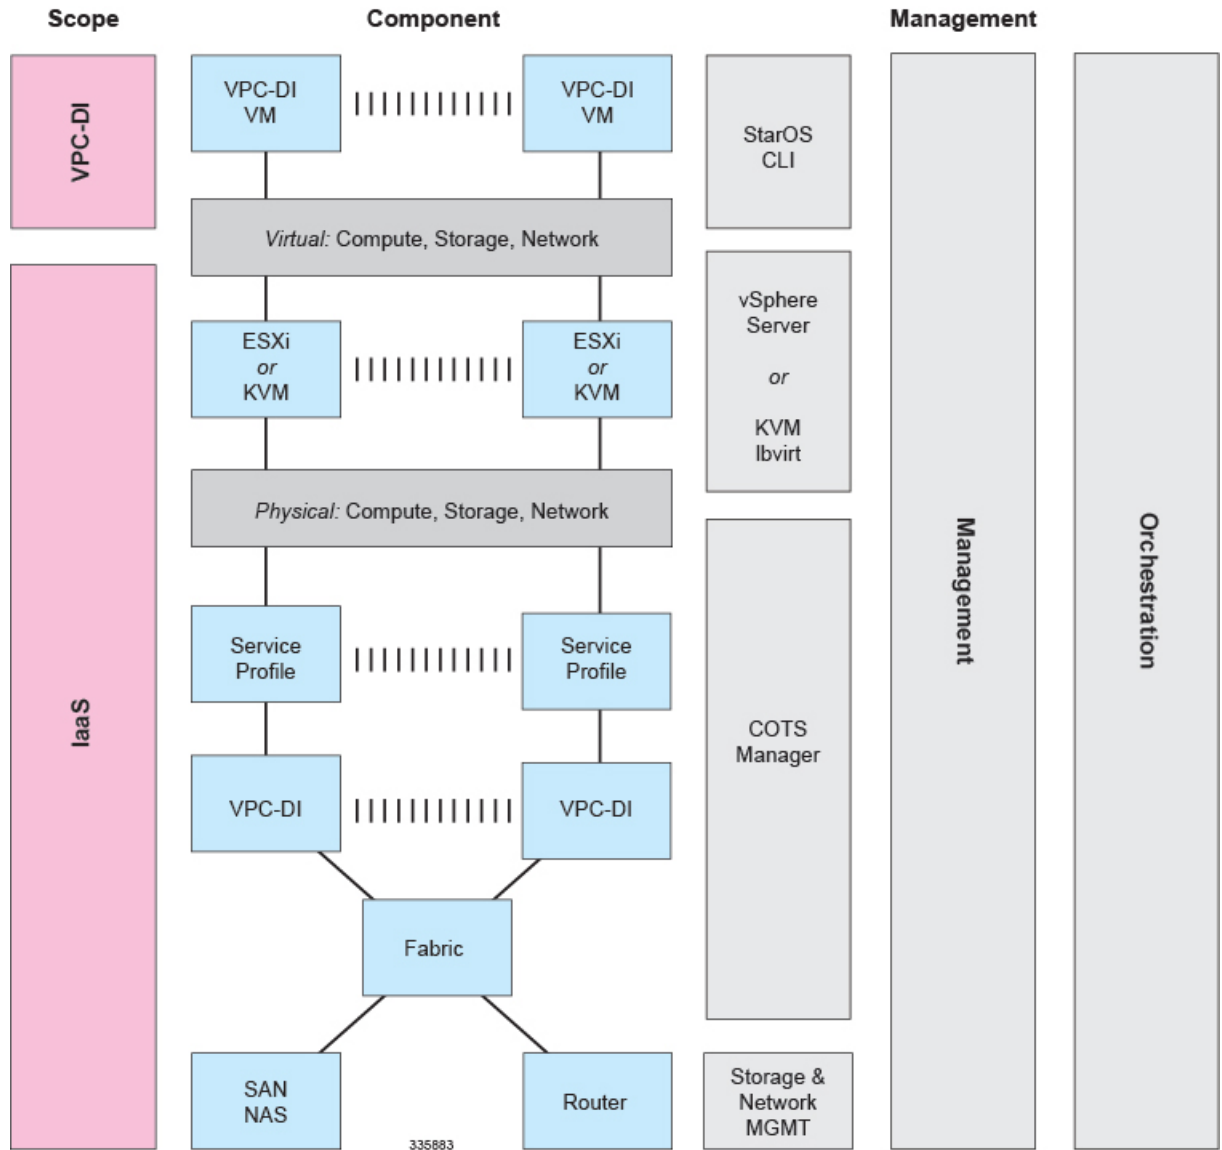 Scope
Component
Management
VPC-DI
VPC-DI
VM
VPC-DI
VM
StarOS
CLI
Virtual: Compute, Storage, Network
IaaS
ESXi
or
KVM
ESXi
or
KVM
vSphere
Server
or
KVM
lbvirt
Physical: Compute, Storage, Network
Service
Profile
Service
Profile
COTS
Manager
VPC-DI
VPC-DI
Fabric
SAN
NAS
Router
Storage &
Network
MGMT
Management
Orchestration
335883